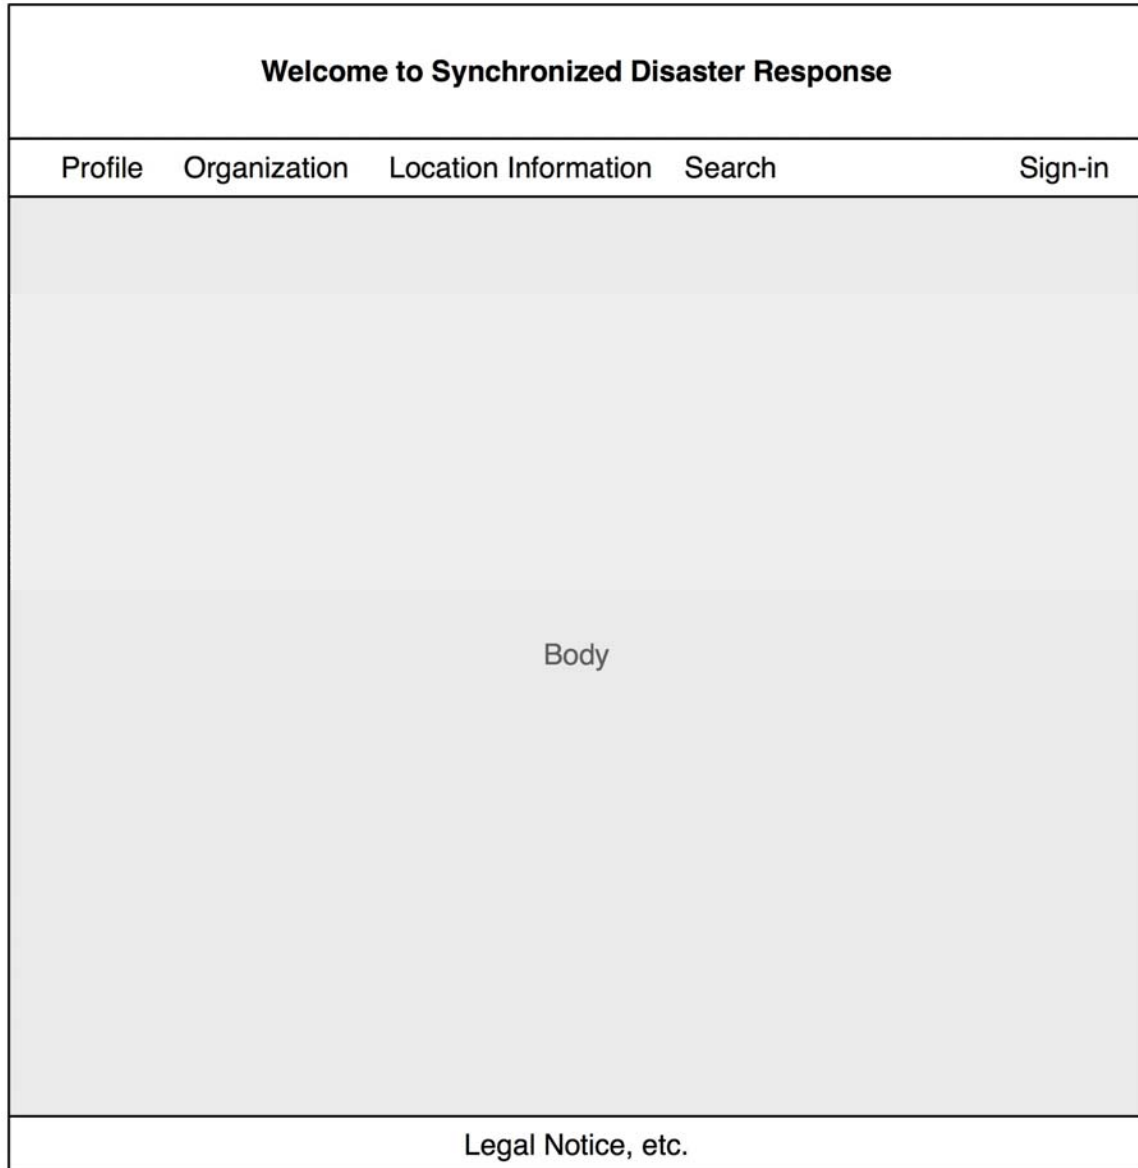 Welcome to Synchronized Disaster Response
Profile Organization Location Information Search Sign-in
Body
Legal Notice, etc.